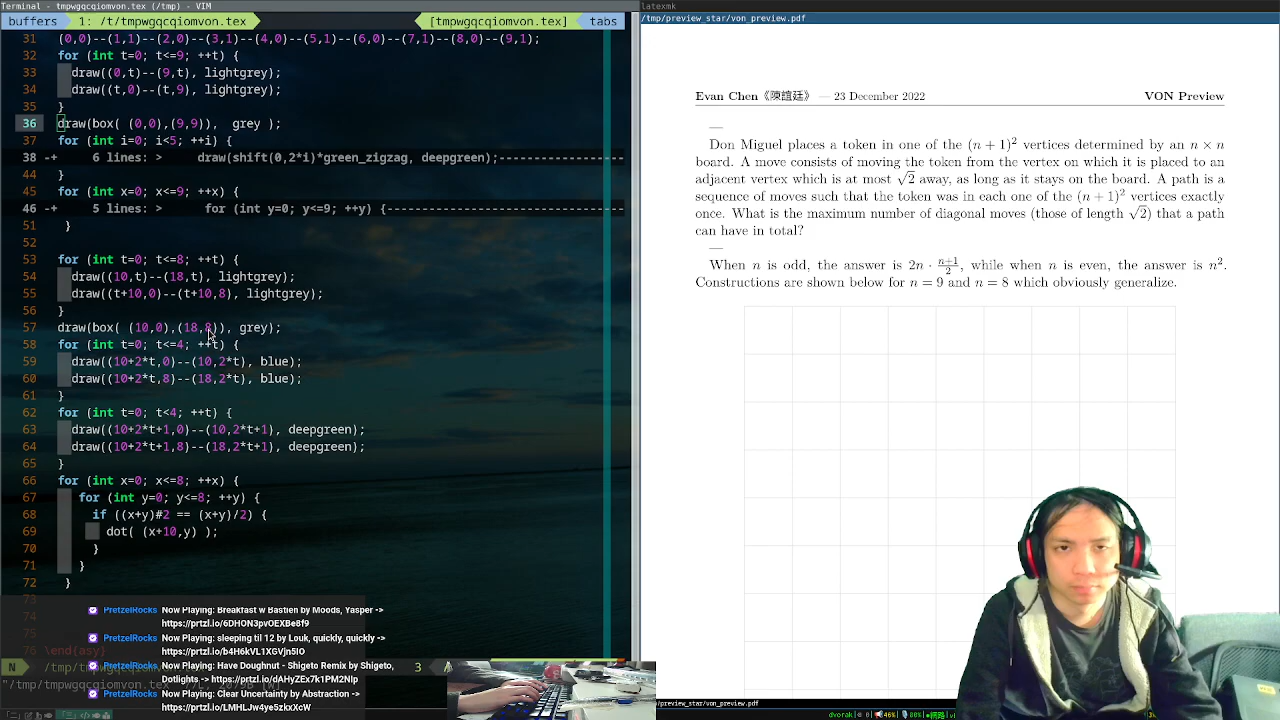 Terminal - tmpwgqcqiomvon.tex (/tmp) - VIM
buffers 1: /tmp/tmpwgqcqiomvon.tex [tmpwgqcqiomvon.tex] tabs
31 (0,0)--(1,1)--(2,0)--(3,1)--(4,0)--(5,1)--(6,0)--(7,1)--(8,0)--(9,1);
32 for (int t=0; t<=9; ++t) {
33 draw((0,t)--(9,t), lightgrey);
34 draw((t,0)--(t,9), lightgrey);
35 }
36 draw(box( (0,0),(9,9)), grey );
37 for (int i=0; i<5; ++i) {
38 draw(shift(0,2*i)*green_zigzag, deepgreen);
44 }
45 for (int x=0; x<=9; ++x) {
46 + 5 lines: > for (int y=0; y<=9; ++y) {
51 }
52
53 for (int t=0; t<=8; ++t) {
54 draw((10,t)--(18,t), lightgrey);
55 draw((t+10,0)--(t+10,8), lightgrey);
56 }
57 draw(box( (10,0),(18,8)), grey);
58 for (int t=0; t<=4; ++t) {
59 draw((10+2*t,0)--(10,2*t), blue);
60 draw((10+2*t,8)--(18,2*t), blue);
61 }
62 for (int t=0; t<4; ++t) {
63 draw((10+2*t+1,0)--(10,2*t+1), deepgreen);
64 draw((10+2*t+1,8)--(18,2*t+1), deepgreen);
65 }
66 for (int x=0; x<=8; ++x) {
67 for (int y=0; y<=8; ++y) {
68 if ((x+y)#2 == (x+y)/2) {
69 dot( (x+10,y) );
70 }
71 }
72 }
73
74
75
76 \end{asy}
PretzelRocks Now Playing: Breakfast w Bastien by Moods, Yasper ->
https://prtzl.io/6DHON3pvOEXBe8f9
PretzelRocks Now Playing: sleeping til 12 by Louk, quickly, quickly ->
PretzelRocks Now Playing: Have Doughnut - Shigeto Remix by Shigeto,
PretzelRocks Now Playing: Clear Density by Abstraction ->
latexmk
/tmp/preview_star/von_preview.pdf
Evan Chen《陳誼廷》 — 23 December 2022 VON Preview
—
Don Miguel places a token in one of the (n + 1)² vertices determined by an n × n
board. A move consists of moving the token from the vertex on which it is placed to an
adjacent vertex which is at most √2 away, as long as it stays on the board. A path is a
sequence of moves such that the token was in each one of the (n + 1)² vertices exactly
once. What is the maximum number of diagonal moves (those of length √2) that a path
can have in total?
—
When n is odd, the answer is 2n · (n+1)/2, while when n is even, the answer is n².
Constructions are shown below for n = 9 and n = 8 which obviously generalize.
/preview_star/von_preview.pdf